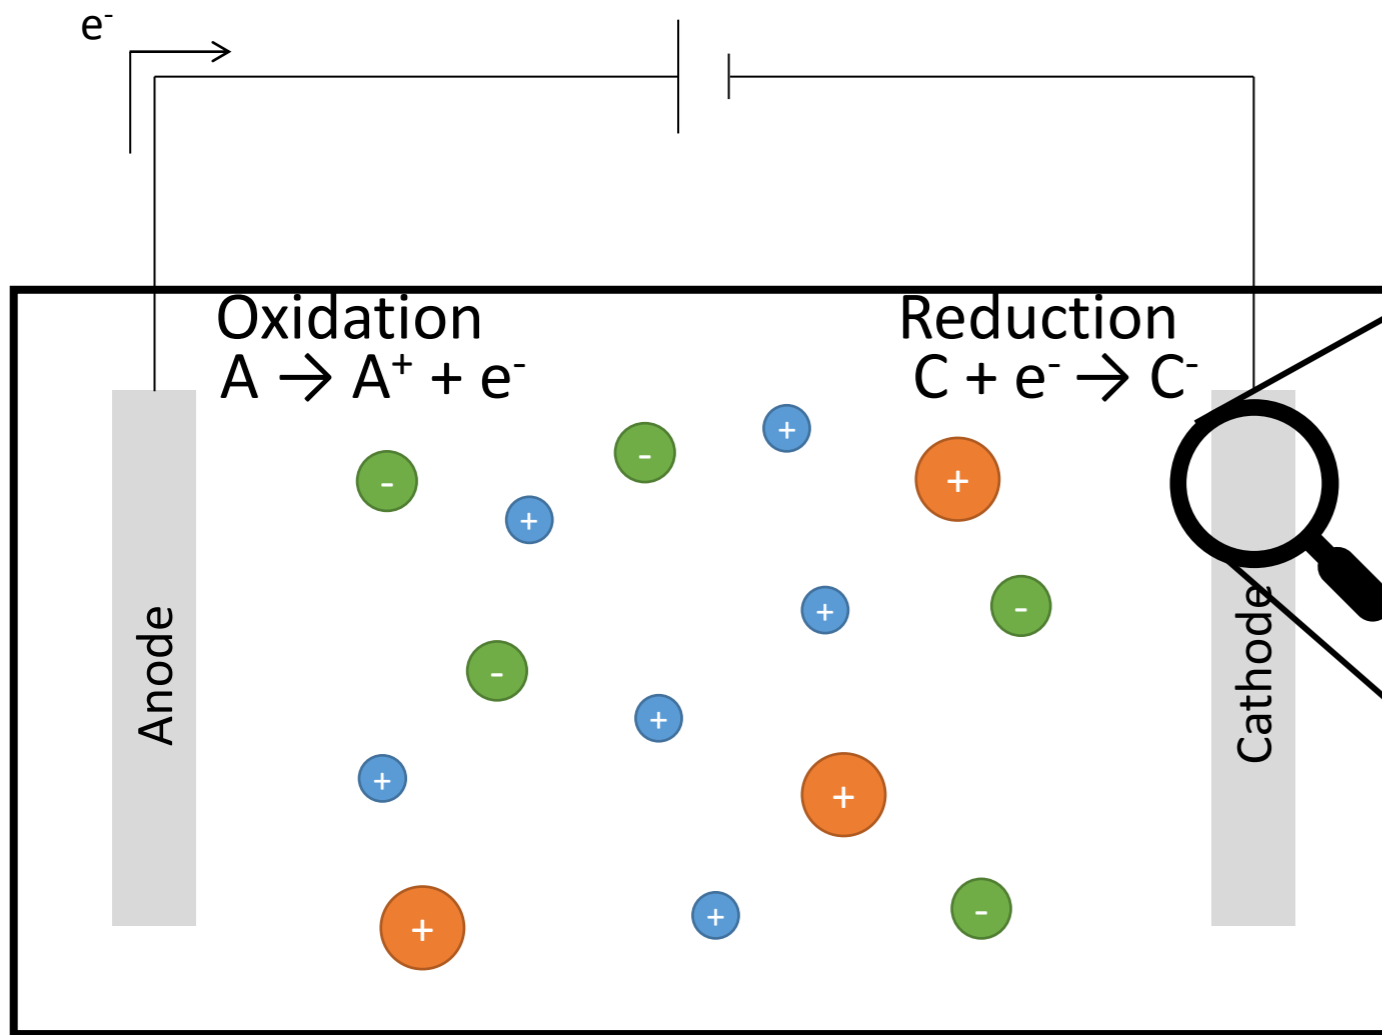 e⁻
Oxidation
A → A⁺ + e⁻
Reduction
C + e⁻ → C⁻
-
-
+
+
+
+
-
-
+
+
+
+
+
-
Anode
Cathode